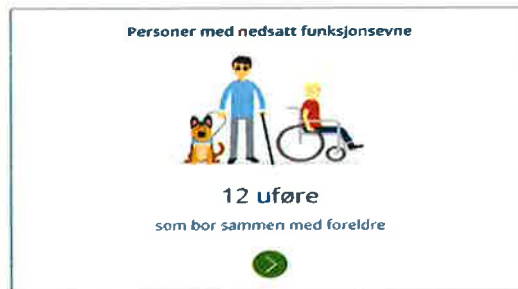 Personer med nedsatt funksjonsevne
12 uføre
som bor sammen med foreldre